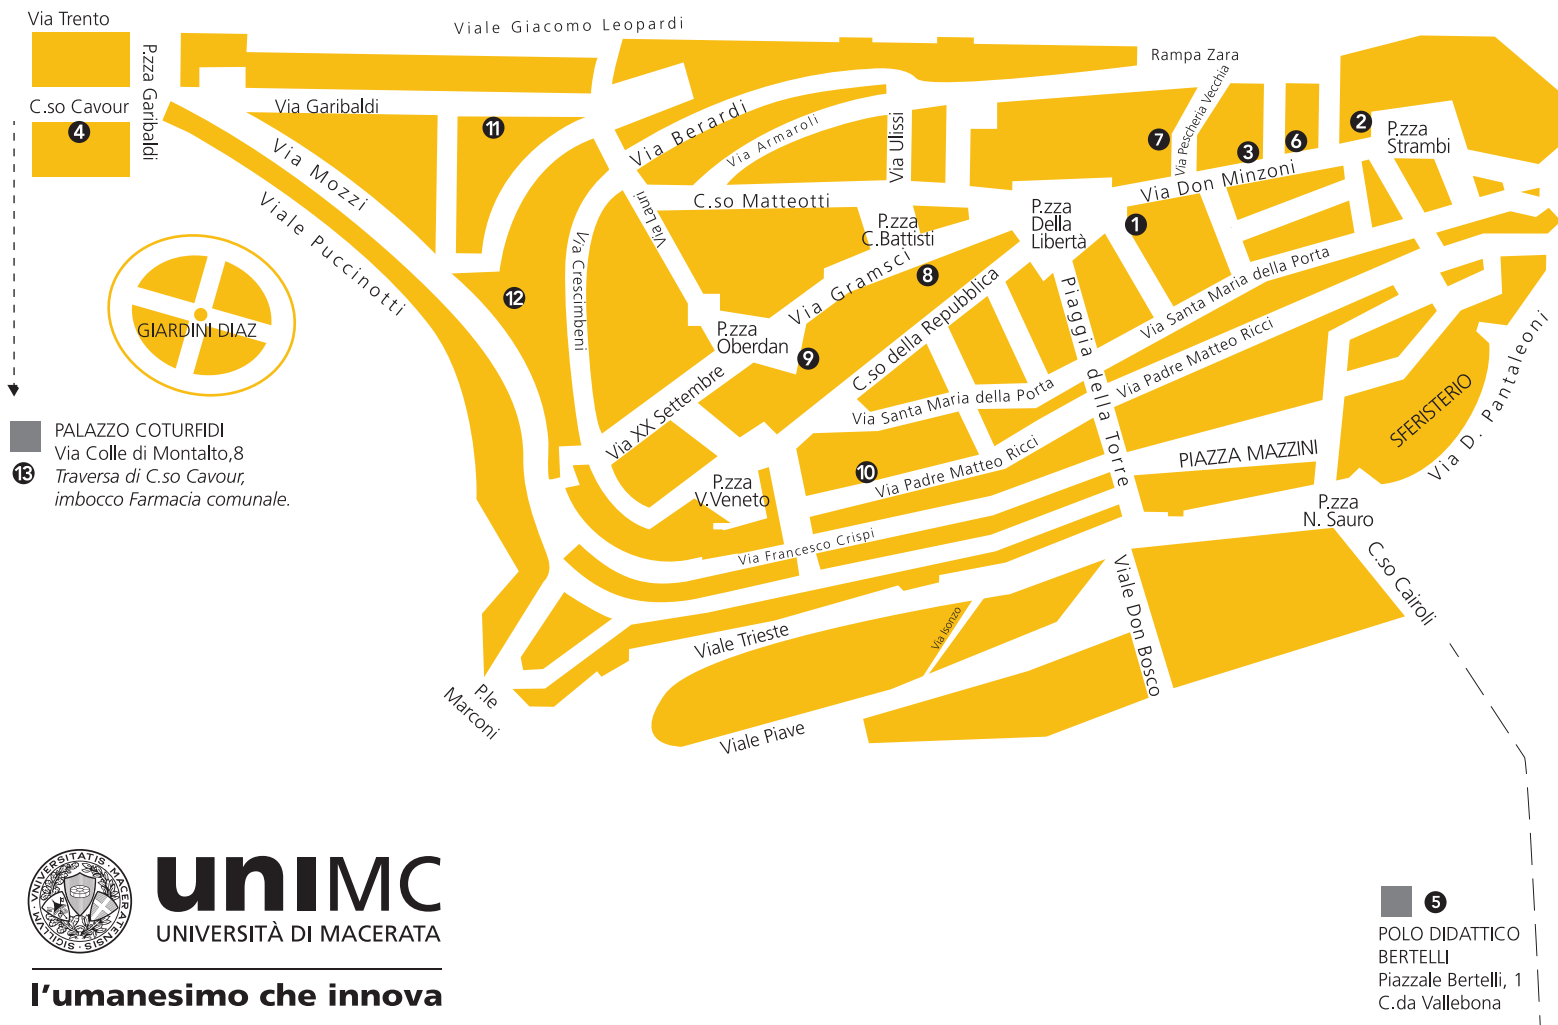 Via Trento
Viale Giacomo Leopardi
P.zza Garibaldi
Rampa Zara
C.so Cavour
Via Garibaldi
4
11
Via Mozzi
Viale Puccinotti
Via Berardi
Via Armaroli
Via Ulissi
7
Via Pescheria Vecchia
3
6
2
P.zza
Strambi
Via Don Minzoni
C.so Matteotti
Via Lauri
P.zza
C.Battisti
P.zza
Della
Libertà
1
Via Crescimbeni
12
GIARDINI DIAZ
8
Via Gramsci
P.zza
Oberdan
9
C.so della Repubblica
Piaggia della Torre
Via Santa Maria della Porta
Via Padre Matteo Ricci
Via XX Settembre
Via Santa Maria della Porta
SFERISTERIO
Via D. Pantaleoni
PALAZZO COTURFIDI
Via Colle di Montalto,8
13
Traversa di C.so Cavour,
imbocco Farmacia comunale.
10
Via Padre Matteo Ricci
PIAZZA MAZZINI
P.zza
V.Veneto
P.zza
N. Sauro
Via Francesco Crispi
C.so Cairoli
Viale Don Bosco
Via Isonzo
Viale Trieste
P.le
Marconi
Viale Piave
VNIVERSITATIS MACERATENSIS SIGILLVM
unIMC
UNIVERSITÀ DI MACERATA
l'umanesimo che innova
5
POLO DIDATTICO
BERTELLI
Piazzale Bertelli, 1
C.da Vallebona